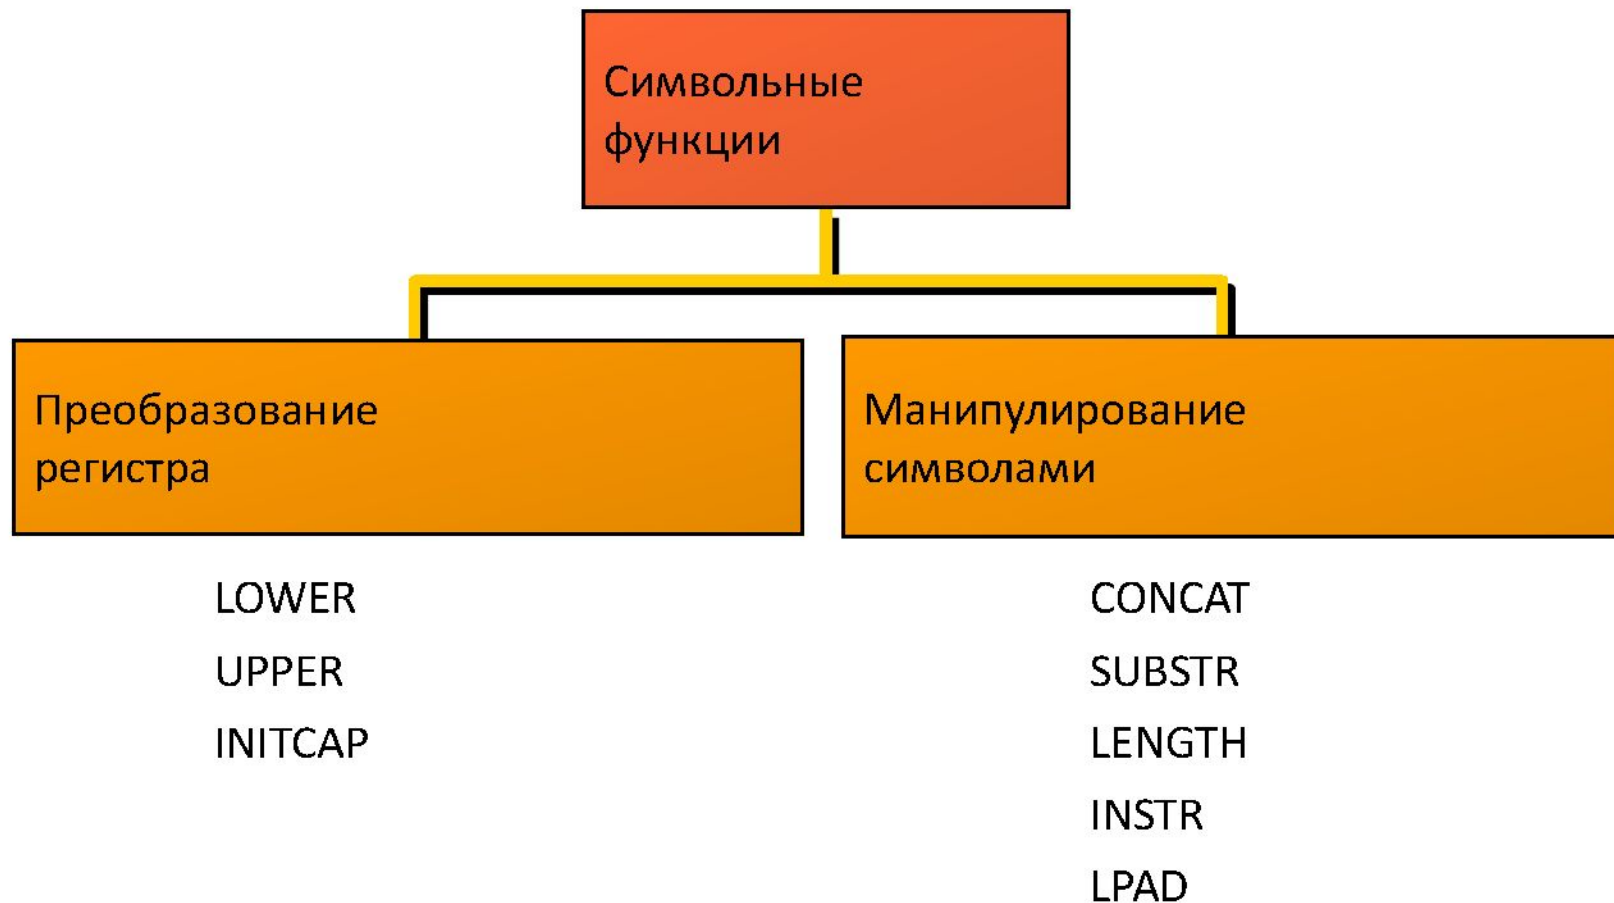 Символьные
функции
Преобразование
регистра
Манипулирование
символами
LOWER
UPPER
INITCAP
CONCAT
SUBSTR
LENGTH
INSTR
LPAD